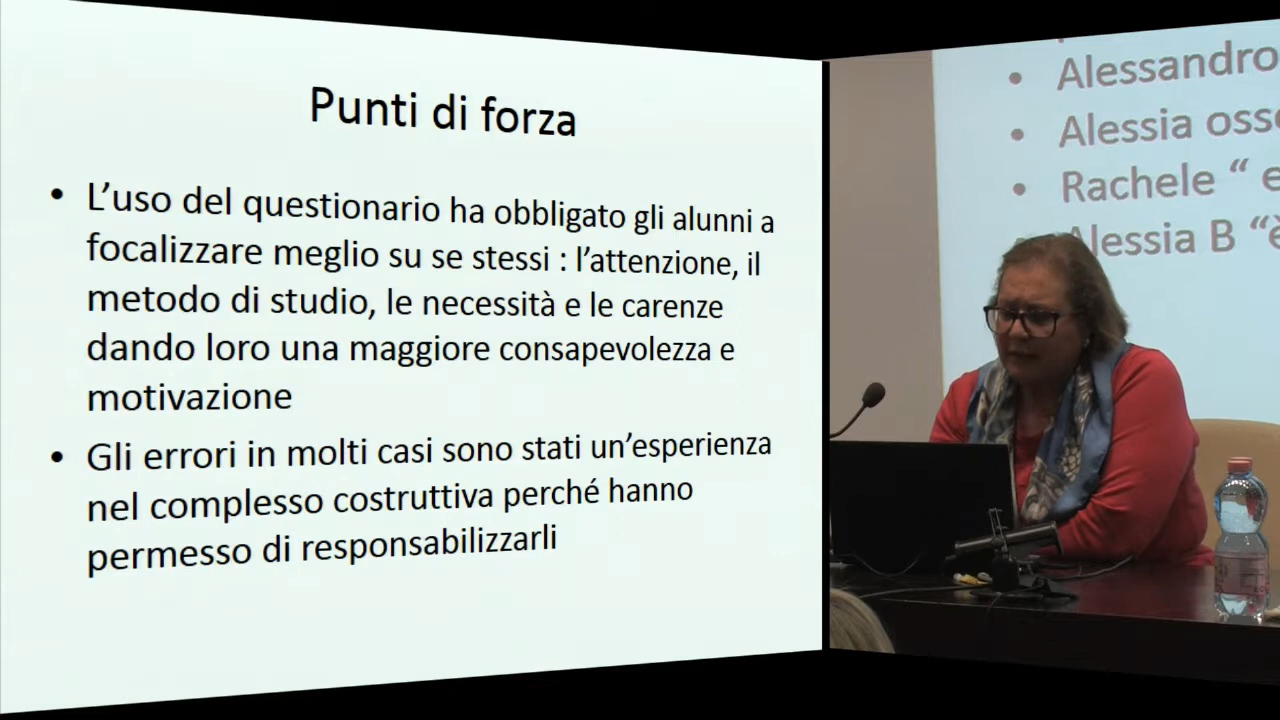 Punti di forza
• L’uso del questionario ha obbligato gli alunni a
focalizzare meglio su se stessi : l’attenzione, il
metodo di studio, le necessità e le carenze
dando loro una maggiore consapevolezza e
motivazione
• Gli errori in molti casi sono stati un’esperienza
nel complesso costruttiva perché hanno
permesso di responsabilizzarli
• Alessandro
• Alessia
• Rachele “
• Alessia B “è